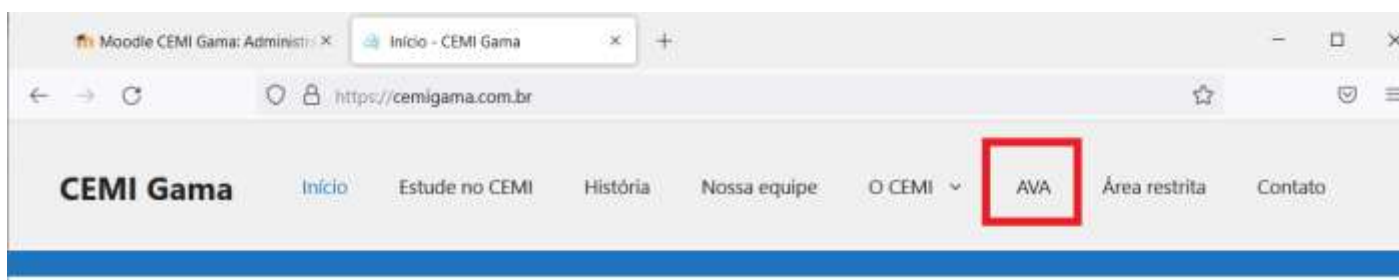 Moodle CEMI Gama: Administr
Início - CEMI Gama
https://cemigama.com.br
CEMI Gama Início Estude no CEMI História Nossa equipe O CEMI AVA Área restrita Contato